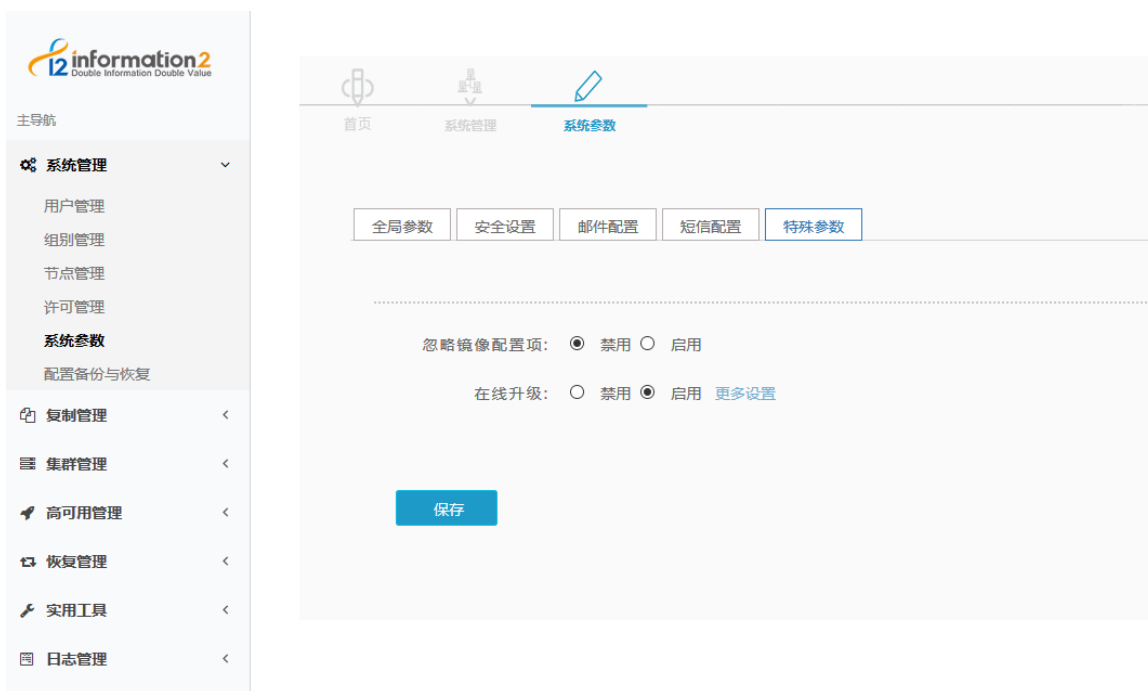 information2
Double Information Double Value
主导航
系统管理
用户管理
组别管理
节点管理
许可管理
系统参数
配置备份与恢复
复制管理
集群管理
高可用管理
恢复管理
实用工具
日志管理
首页 系统管理 系统参数
全局参数 安全设置 邮件配置 短信配置 特殊参数
忽略镜像配置项： 禁用 启用
在线升级： 禁用 启用 更多设置
保存